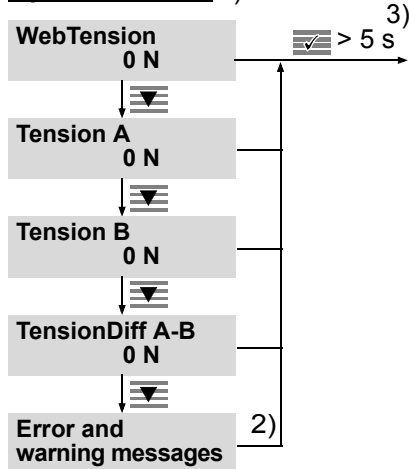 3)
WebTension
0 N
> 5 s
Tension A
0 N
Tension B
0 N
TensionDiff A-B
0 N
Error and
warning messages
2)